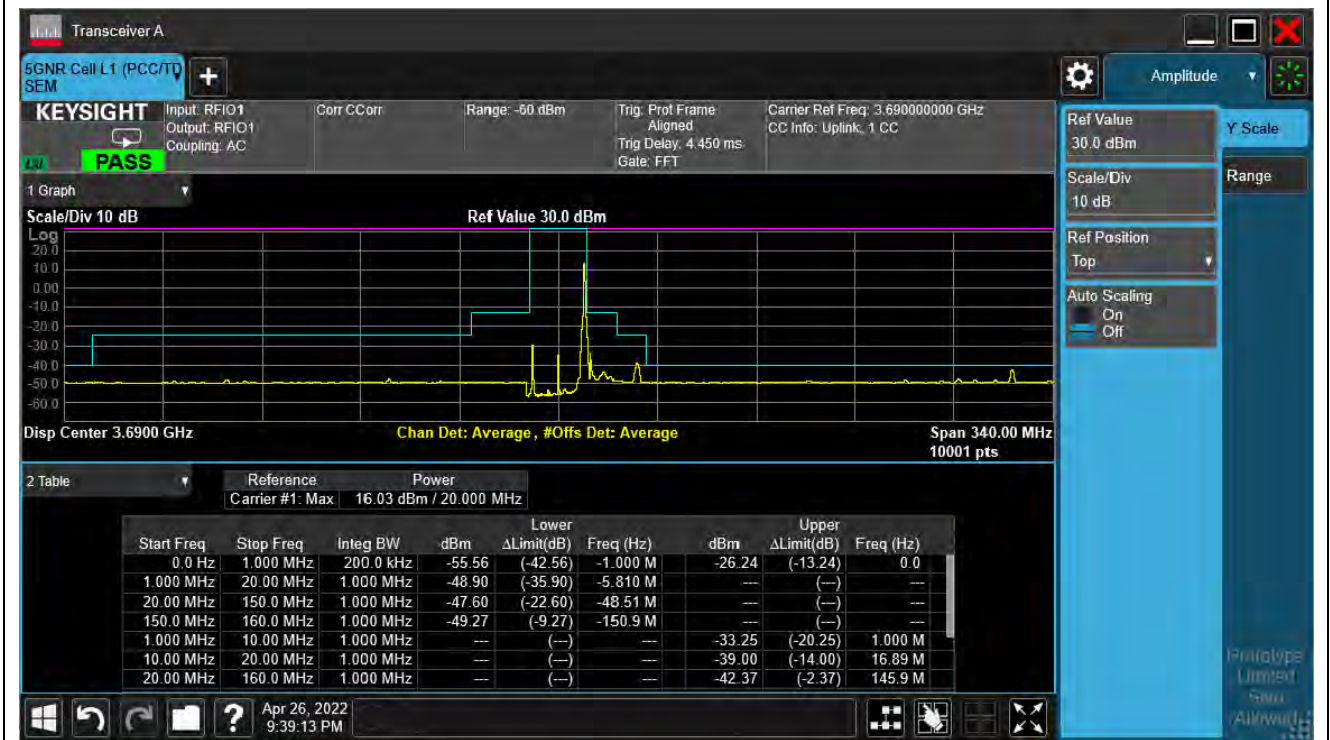 Transceiver A
5GNR Cell L1 (PCC/TD
SEM
+
Amplitude
KEYSIGHT
PASS
Input: RFIO1
Output: RFIO1
Coupling: AC
Corr CCorr
Range: -60 dBm
Trig: Prot Frame
Aligned
Trig Delay: 4.450 ms
Gate: FFT
Carrier Ref Freq: 3.690000000 GHz
CC Info: Uplink, 1 CC
Ref Value
30.0 dBm
Scale/Div
10 dB
Ref Position
Top
Auto Scaling
On
Off
Y Scale
Range
1 Graph
Scale/Div 10 dB
Ref Value 30.0 dBm
Log
20.0
10.0
0.00
-10.0
-20.0
-30.0
-40.0
-50.0
-60.0
Disp Center 3.6900 GHz
Chan Det: Average , #Offs Det: Average
Span 340.00 MHz
10001 pts
2 Table
Reference Power
Carrier #1: Max 16.03 dBm / 20.000 MHz
Lower Upper
Start Freq Stop Freq Integ BW dBm ΔLimit(dB) Freq (Hz) dBm ΔLimit(dB) Freq (Hz)
0.0 Hz 1.000 MHz 200.0 kHz -55.56 (-42.56) -1.000 M -26.24 (-13.24) 0.0
1.000 MHz 20.00 MHz 1.000 MHz -48.90 (-35.90) -5.810 M --- (---) ---
20.00 MHz 150.0 MHz 1.000 MHz -47.60 (-22.60) -48.51 M --- (---) ---
150.0 MHz 160.0 MHz 1.000 MHz -49.27 (-9.27) -150.9 M --- (---) ---
1.000 MHz 10.00 MHz 1.000 MHz --- (---) --- -33.25 (-20.25) 1.000 M
10.00 MHz 20.00 MHz 1.000 MHz --- (---) --- -39.00 (-14.00) 16.89 M
20.00 MHz 160.0 MHz 1.000 MHz --- (---) --- -42.37 (-2.37) 145.9 M
Prototype
Limited
?
Apr 26, 2022
9:39:13 PM